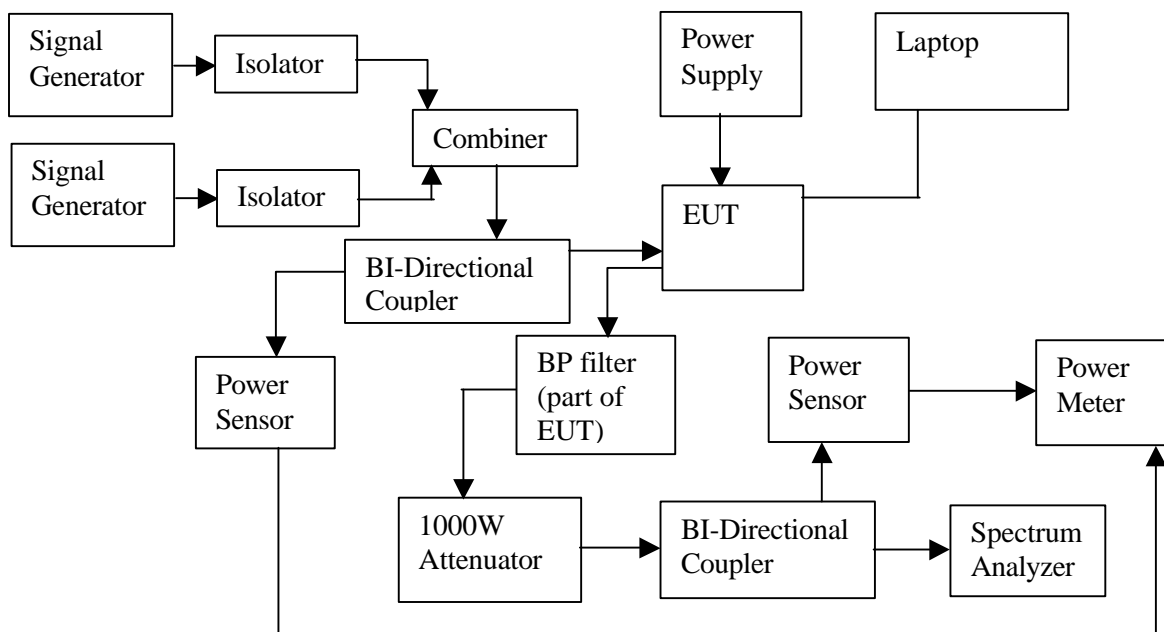 Signal
Generator
Isolator
Power
Supply
Laptop
Combiner
Signal
Generator
Isolator
EUT
BI-Directional
Coupler
Power
Sensor
BP filter
(part of
EUT)
Power
Sensor
Power
Meter
1000W
Attenuator
BI-Directional
Coupler
Spectrum
Analyzer